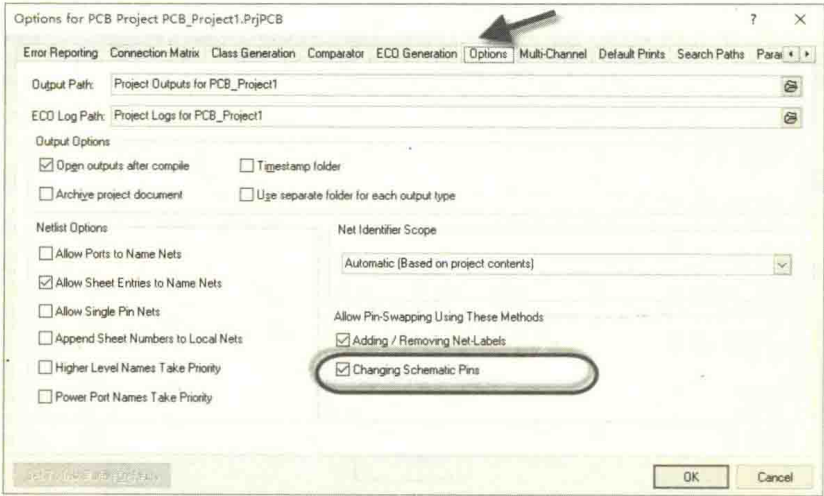 Options for PCB Project PCB_Project1.PrjPCB
?
Error Reporting Connection Matrix Class Generation Comparator ECO Generation Options Multi-Channel Default Prints Search Paths Parar
Output Path: Project Outputs for PCB_Project1
ECO Log Path: Project Logs for PCB_Project1
Output Options
Open outputs after compile Timestamp folder
Archive project document Use separate folder for each output type
Netlist Options Net Identifier Scope
Allow Ports to Name Nets
Automatic (Based on project contents)
Allow Sheet Entries to Name Nets
Allow Single Pin Nets
Allow Pin-Swapping Using These Methods
Append Sheet Numbers to Local Nets Adding / Removing Net-Labels
Higher Level Names Take Priority Changing Schematic Pins
Power Port Names Take Priority
OK Cancel